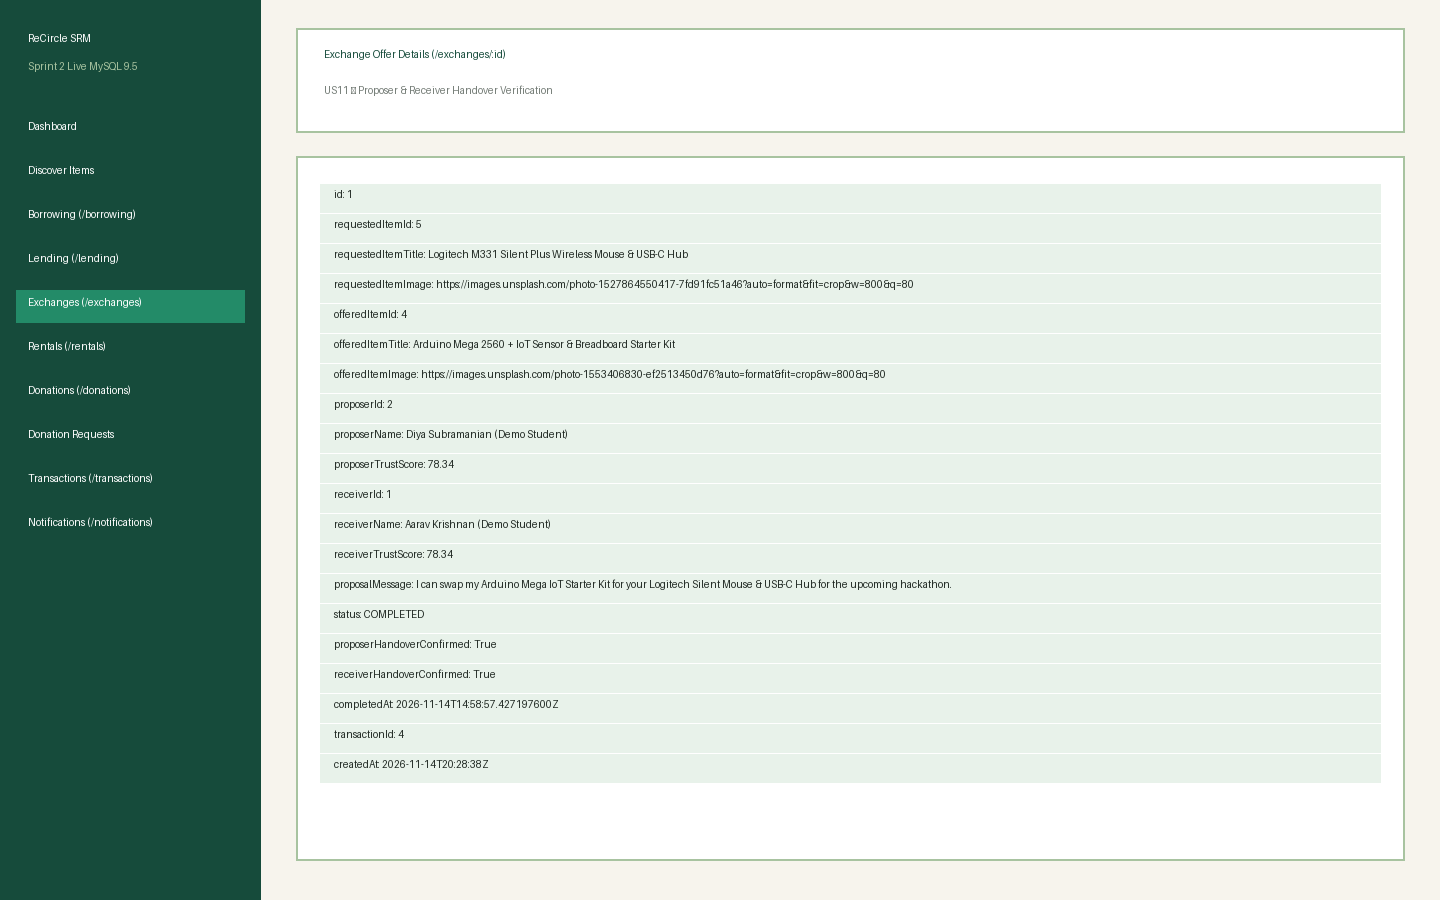 ReCircle SRM
Sprint 2 Live MySQL 9.5
Dashboard
Discover Items
Borrowing (/borrowing)
Lending (/lending)
Exchanges (/exchanges)
Rentals (/rentals)
Donations (/donations)
Donation Requests
Transactions (/transactions)
Notifications (/notifications)
Exchange Offer Details (/exchanges/:id)
US11 Proposer & Receiver Handover Verification
id: 1
requestedItemId: 5
requestedItemTitle: Logitech M331 Silent Plus Wireless Mouse & USB-C Hub
requestedItemImage: https://images.unsplash.com/photo-1527864550417-7fd91fc51a46?auto=format&fit=crop&w=800&q=80
offeredItemId: 4
offeredItemTitle: Arduino Mega 2560 + IoT Sensor & Breadboard Starter Kit
offeredItemImage: https://images.unsplash.com/photo-1553406830-ef2513450d76?auto=format&fit=crop&w=800&q=80
proposerId: 2
proposerName: Diya Subramanian (Demo Student)
proposerTrustScore: 78.34
receiverId: 1
receiverName: Aarav Krishnan (Demo Student)
receiverTrustScore: 78.34
proposalMessage: I can swap my Arduino Mega IoT Starter Kit for your Logitech Silent Mouse & USB-C Hub for the upcoming hackathon.
status: COMPLETED
proposerHandoverConfirmed: True
receiverHandoverConfirmed: True
completedAt: 2026-11-14T14:58:57.427197600Z
transactionId: 4
createdAt: 2026-11-14T20:28:38Z